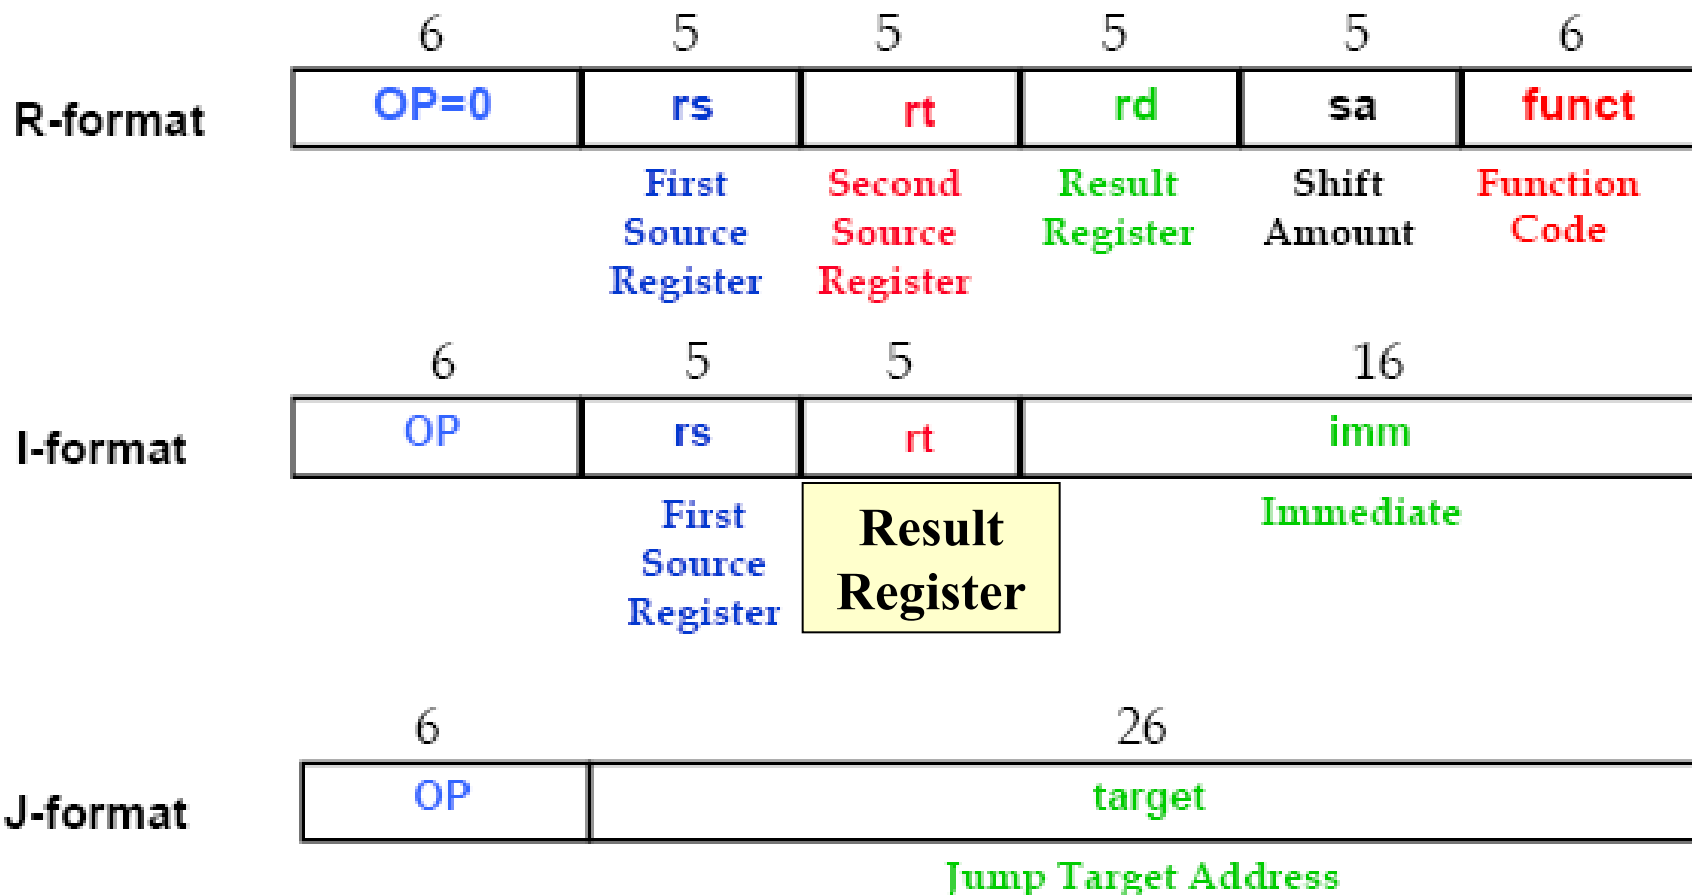 6 5 5 5 5 6
R-format OP=0 rs rt rd sa funct
First Second Result Shift Function
Source Source Register Amount Code
Register Register
6 5 5 16
I-format OP rs rt imm
First Result Immediate
Source Register
Register
6 26
J-format OP target
Jump Target Address